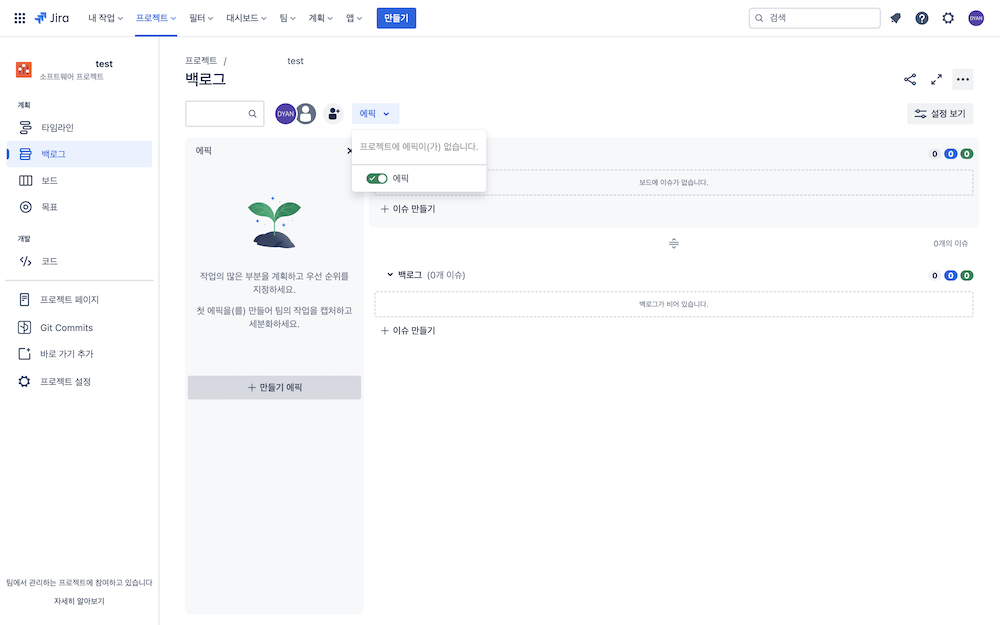 Jira
내 작업
프로젝트
필터
대시보드
팀
계획
앱
만들기
검색
DYAN
test
소프트웨어 프로젝트
계획
타임라인
백로그
보드
목표
개발
코드
프로젝트 페이지
Git Commits
바로 가기 추가
프로젝트 설정
팀에서 관리하는 프로젝트에 참여하고 있습니다
자세히 알아보기
프로젝트 / test
백로그
DYAN
에픽
설정 보기
프로젝트에 에픽이(가) 없습니다.
에픽
에픽
작업의 많은 부분을 계획하고 우선 순위를
지정하세요.
첫 에픽을(를) 만들어 팀의 작업을 캡처하고
세분화하세요.
만들기 에픽
0 0 0
보드에 이슈가 없습니다.
이슈 만들기
0개의 이슈
백로그 (0개 이슈)
0 0 0
백로그가 비어 있습니다.
이슈 만들기